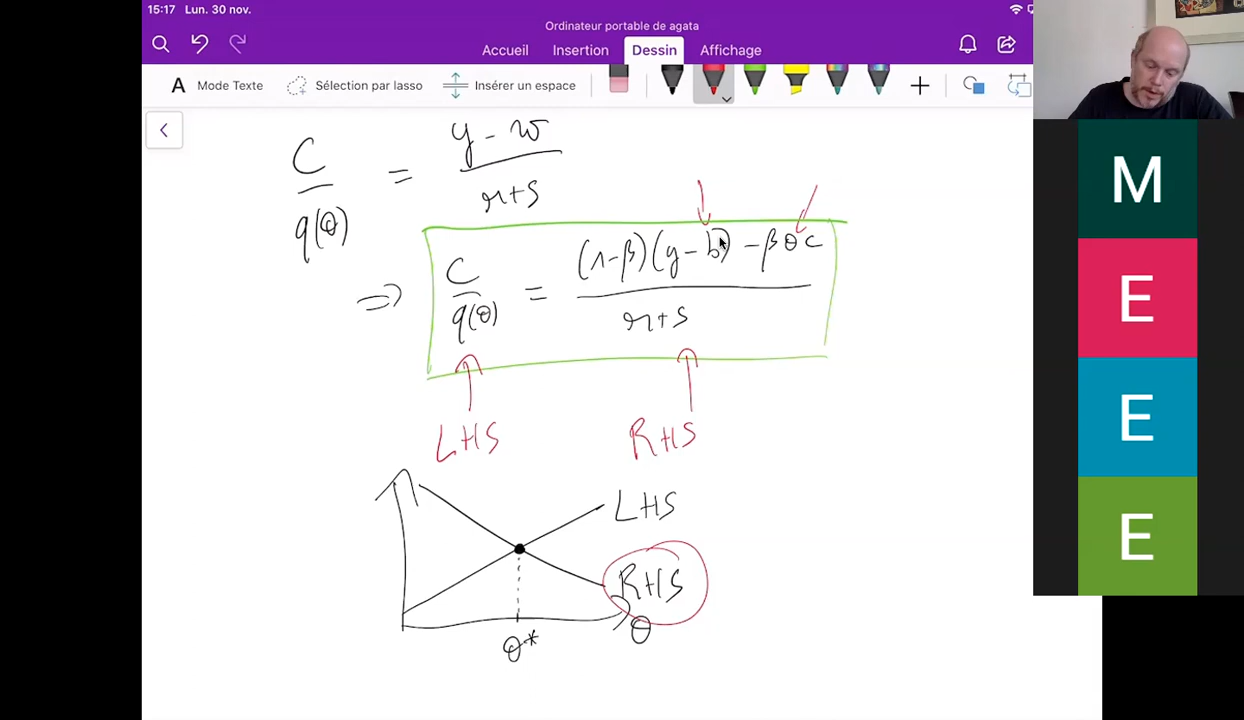 15:17 Lun. 30 nov.
Ordinateur portable de agata
Accueil Insertion Dessin Affichage
A Mode Texte Sélection par lasso Insérer un espace
C/q(θ) = y - w/r+s
⇒ C/q(θ) = (1-β)(y-b) - βθc/r+s
LHS RHS
LHS
RHS
θ* θ
M
E
E
E